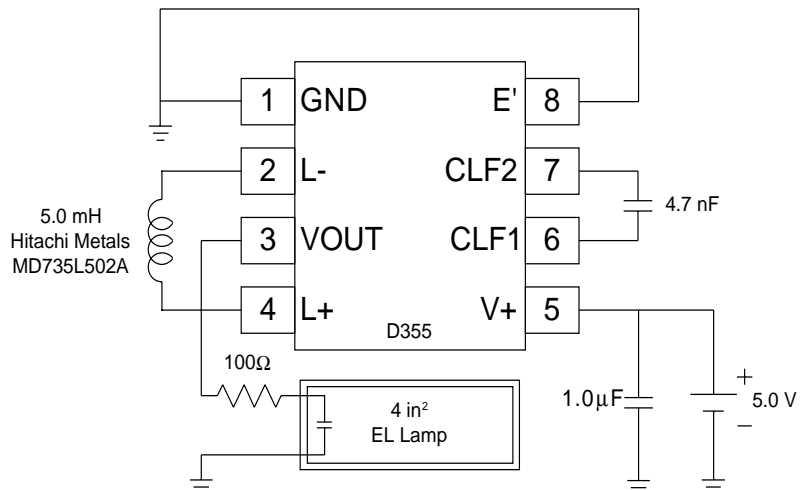 1 GND E' 8
2 L- CLF2 7
5.0 mH
Hitachi Metals
MD735L502A
4.7 nF
3 VOUT CLF1 6
4 L+ V+ 5
D355
100Ω
4 in²
EL Lamp
1.0µF
+
5.0 V
−